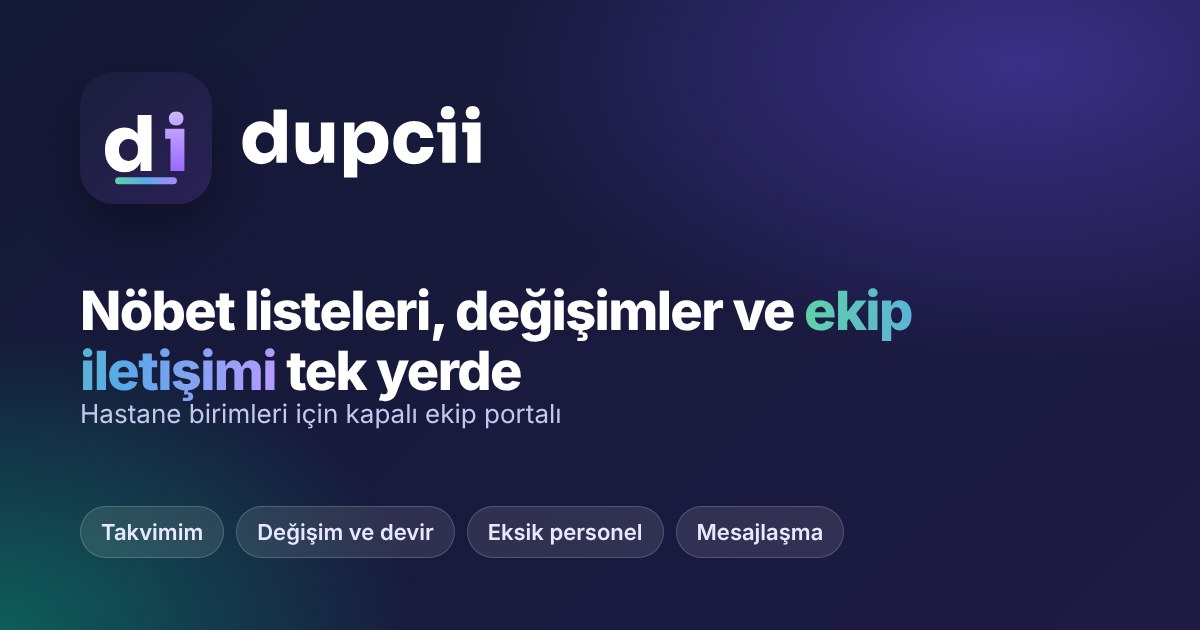 di
dupcii
Nöbet listeleri, değişimler ve ekip
iletişimi tek yerde
Hastane birimleri için kapalı ekip portalı
Takvimim
Değişim ve devir
Eksik personel
Mesajlaşma